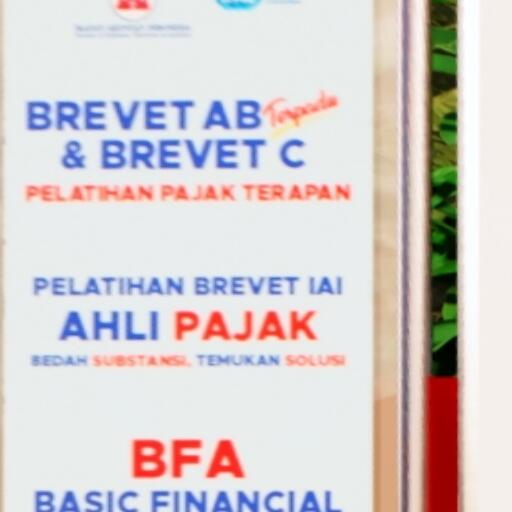 BREVET AB Terpadu
& BREVET C
PELATIHAN PAJAK TERAPAN
PELATIHAN BREVET IAI
AHLI PAJAK
BEDAH SUBSTANSI, TEMUKAN SOLUSI
BFA
BASIC FINANCIAL